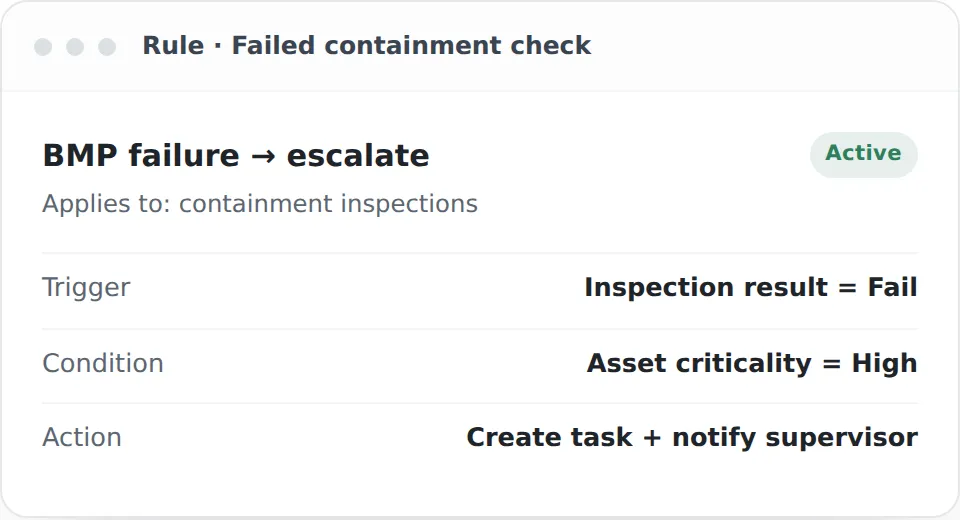 Rule · Failed containment check
BMP failure → escalate
Active
Applies to: containment inspections
Trigger
Inspection result = Fail
Condition
Asset criticality = High
Action
Create task + notify supervisor